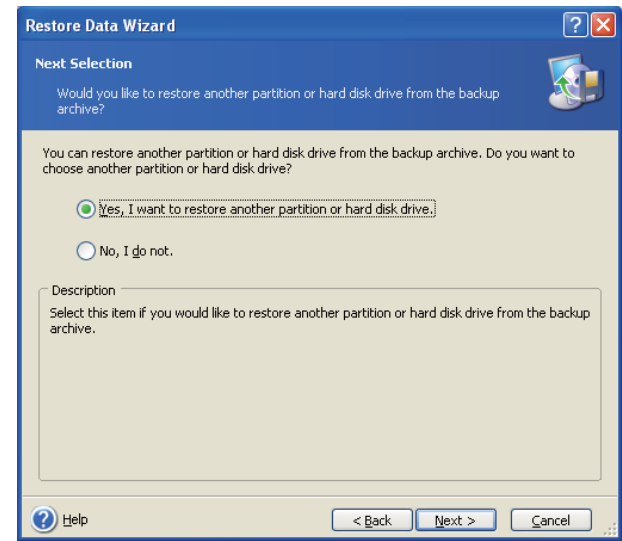 Restore Data Wizard
Next Selection
Would you like to restore another partition or hard disk drive from the backup
archive?
You can restore another partition or hard disk drive from the backup archive. Do you want to
choose another partition or hard disk drive?
Yes, I want to restore another partition or hard disk drive.
No, I do not.
Description
Select this item if you would like to restore another partition or hard disk drive from the backup
archive.
Help
< Back
Next >
Cancel